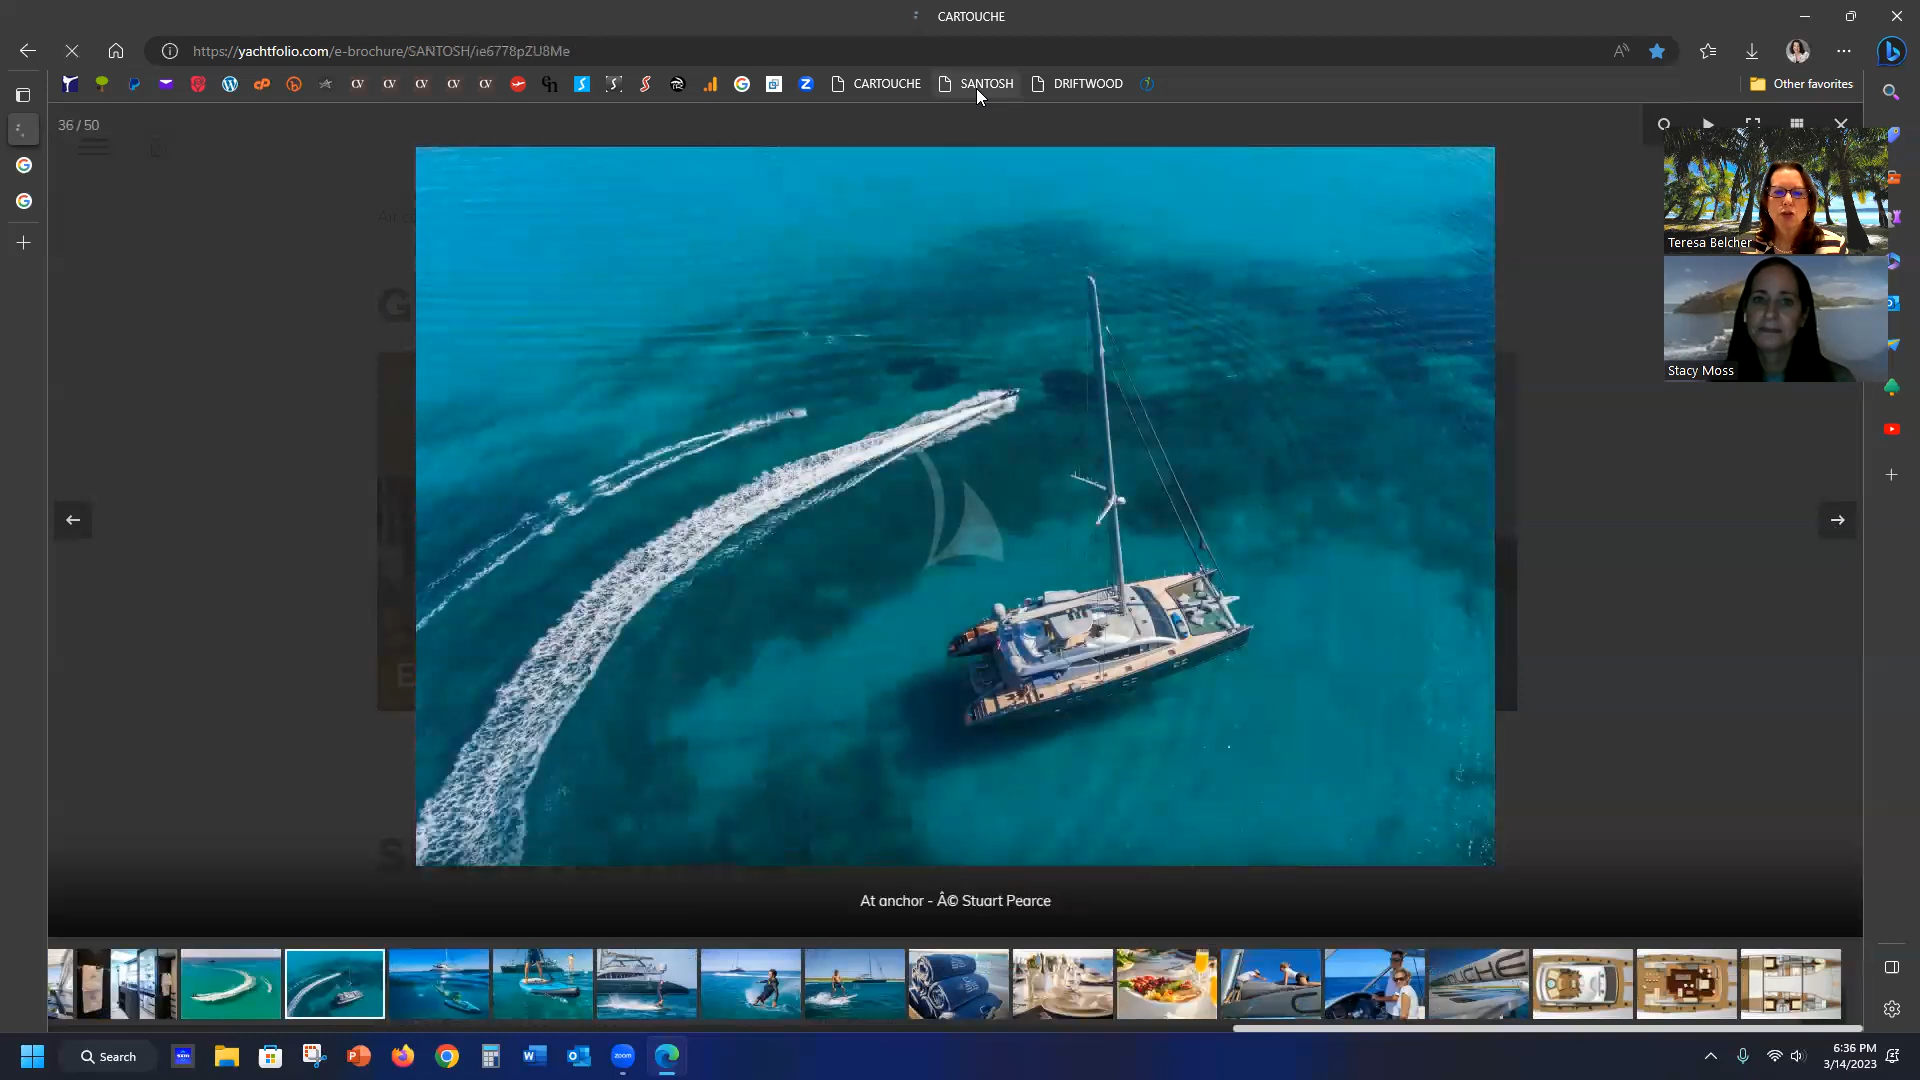 CARTOUCHE
https://yachtfolio.com/e-brochure/SANTOSH/ie6778pZU8Me
CARTOUCHE
SANTOSH
DRIFTWOOD
Other favorites
36 / 50
Teresa Belcher
Stacy Moss
At anchor - Â© Stuart Pearce
Search
6:36 PM
3/14/2023